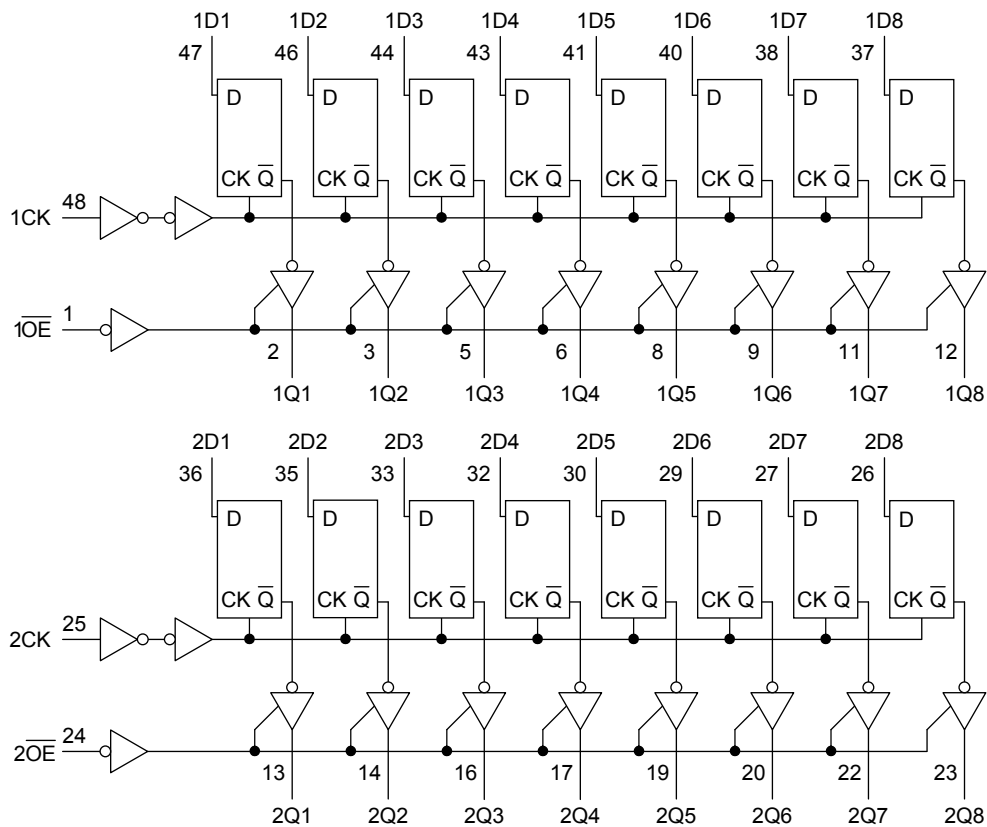 1D1 1D2 1D3 1D4 1D5 1D6 1D7 1D8
47 46 44 43 41 40 38 37
D D D D D D D D
CK Q̅ CK Q̅ CK Q̅ CK Q̅ CK Q̅ CK Q̅ CK Q̅ CK Q̅
1CK 48
1O̅E̅ 1
2 3 5 6 8 9 11 12
1Q1 1Q2 1Q3 1Q4 1Q5 1Q6 1Q7 1Q8
2D1 2D2 2D3 2D4 2D5 2D6 2D7 2D8
36 35 33 32 30 29 27 26
D D D D D D D D
CK Q̅ CK Q̅ CK Q̅ CK Q̅ CK Q̅ CK Q̅ CK Q̅ CK Q̅
2CK 25
2O̅E̅ 24
13 14 16 17 19 20 22 23
2Q1 2Q2 2Q3 2Q4 2Q5 2Q6 2Q7 2Q8